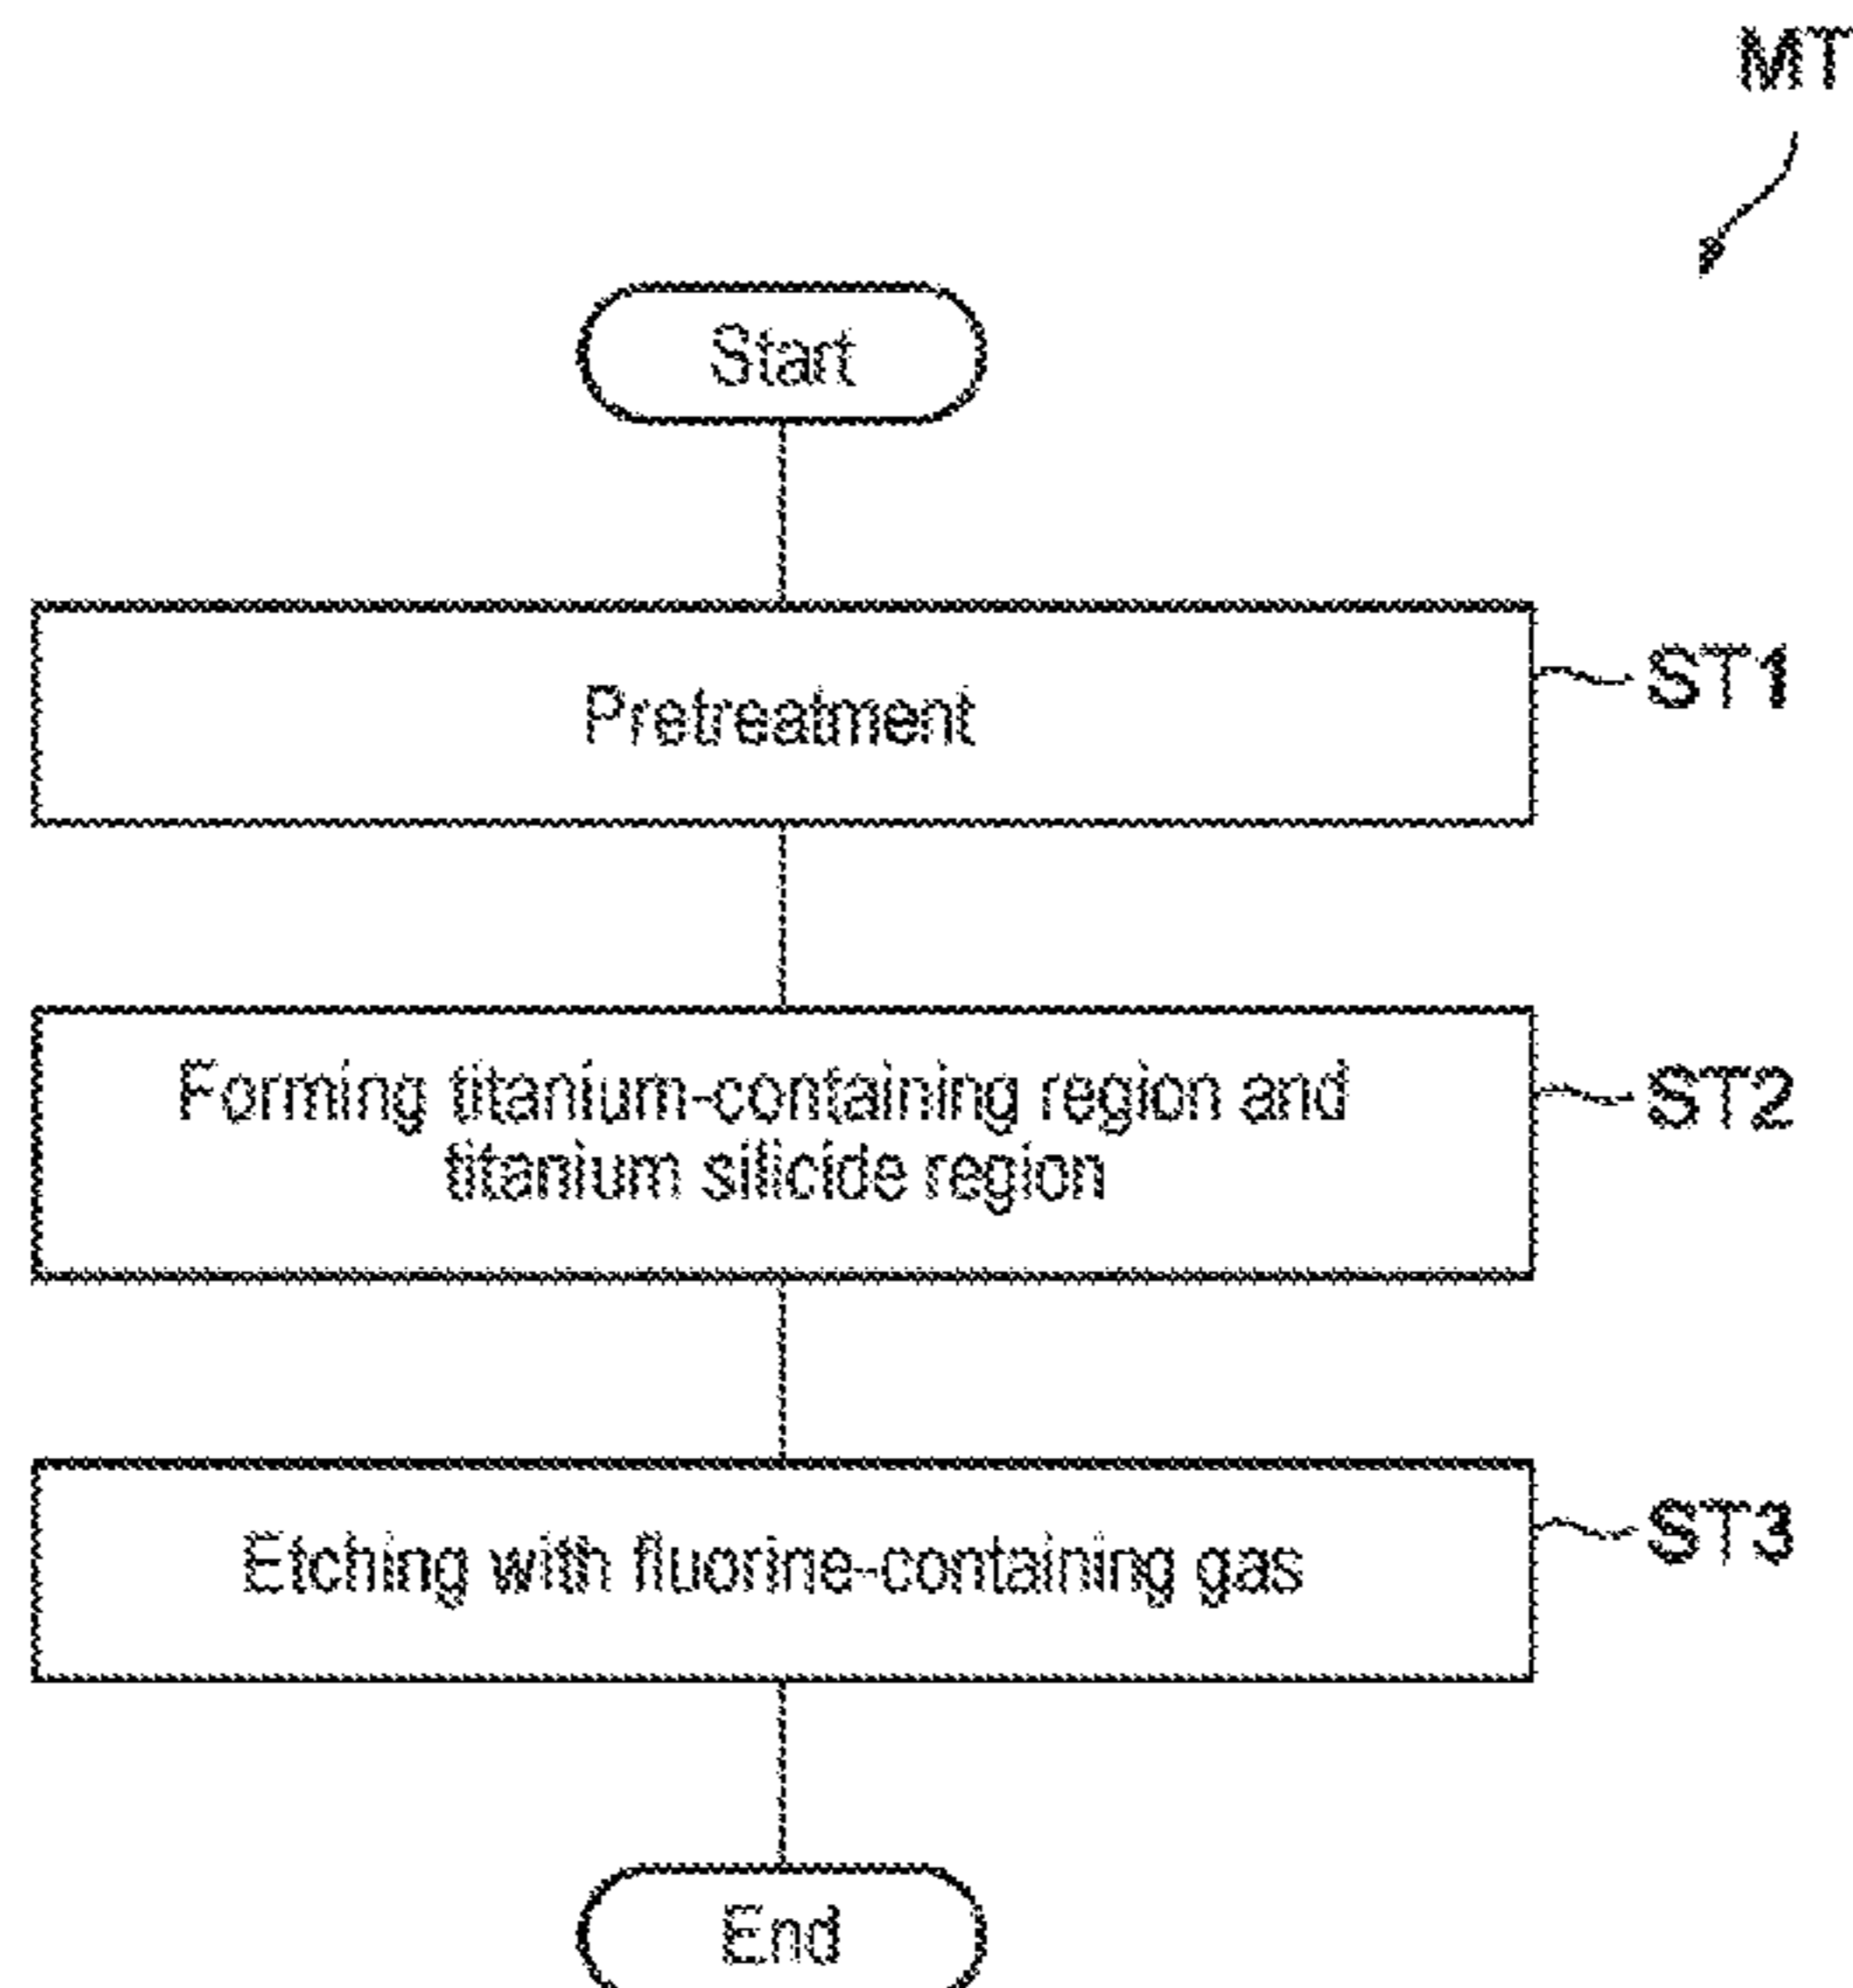 MT
Start
Pretreatment
ST1
Forming titanium-containing region and
titanium silicide region
ST2
Etching with fluorine-containing gas
ST3
End